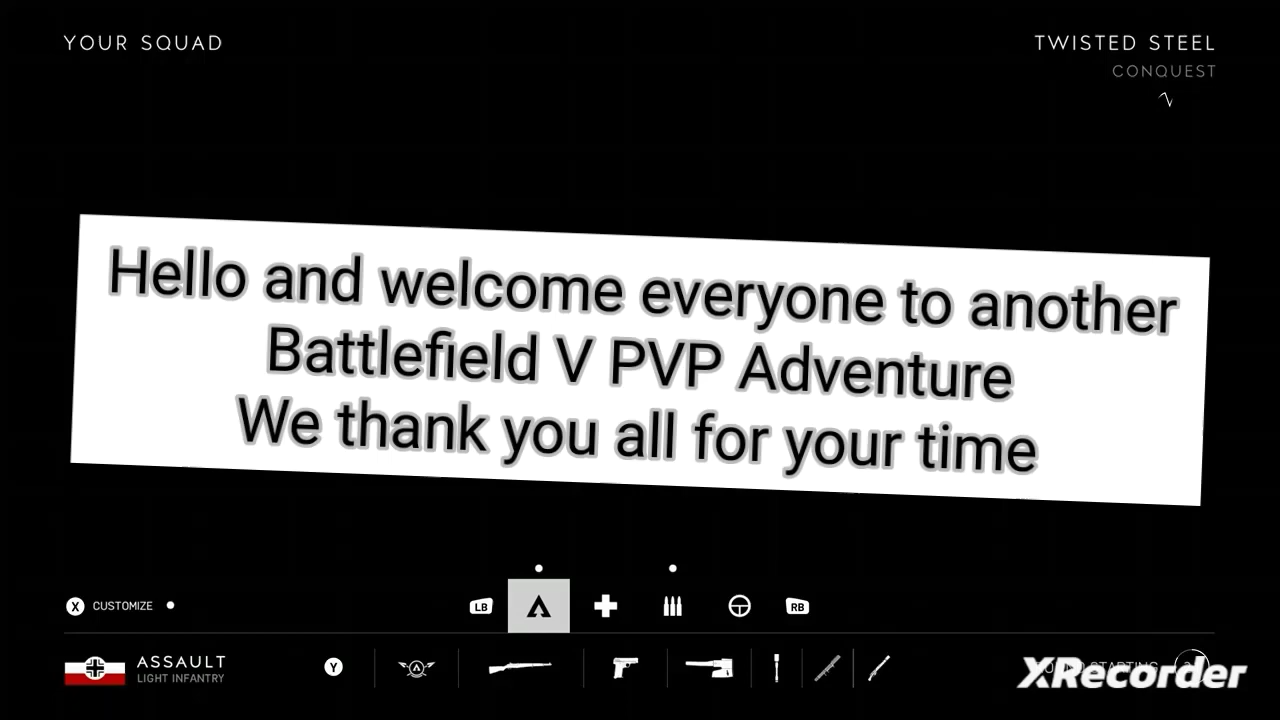 YOUR SQUAD
TWISTED STEEL
CONQUEST
Hello and welcome everyone to another
Battlefield V PVP Adventure
We thank you all for your time
LB
RB
X CUSTOMIZE
ASSAULT
LIGHT INFANTRY
Y
XRecorder